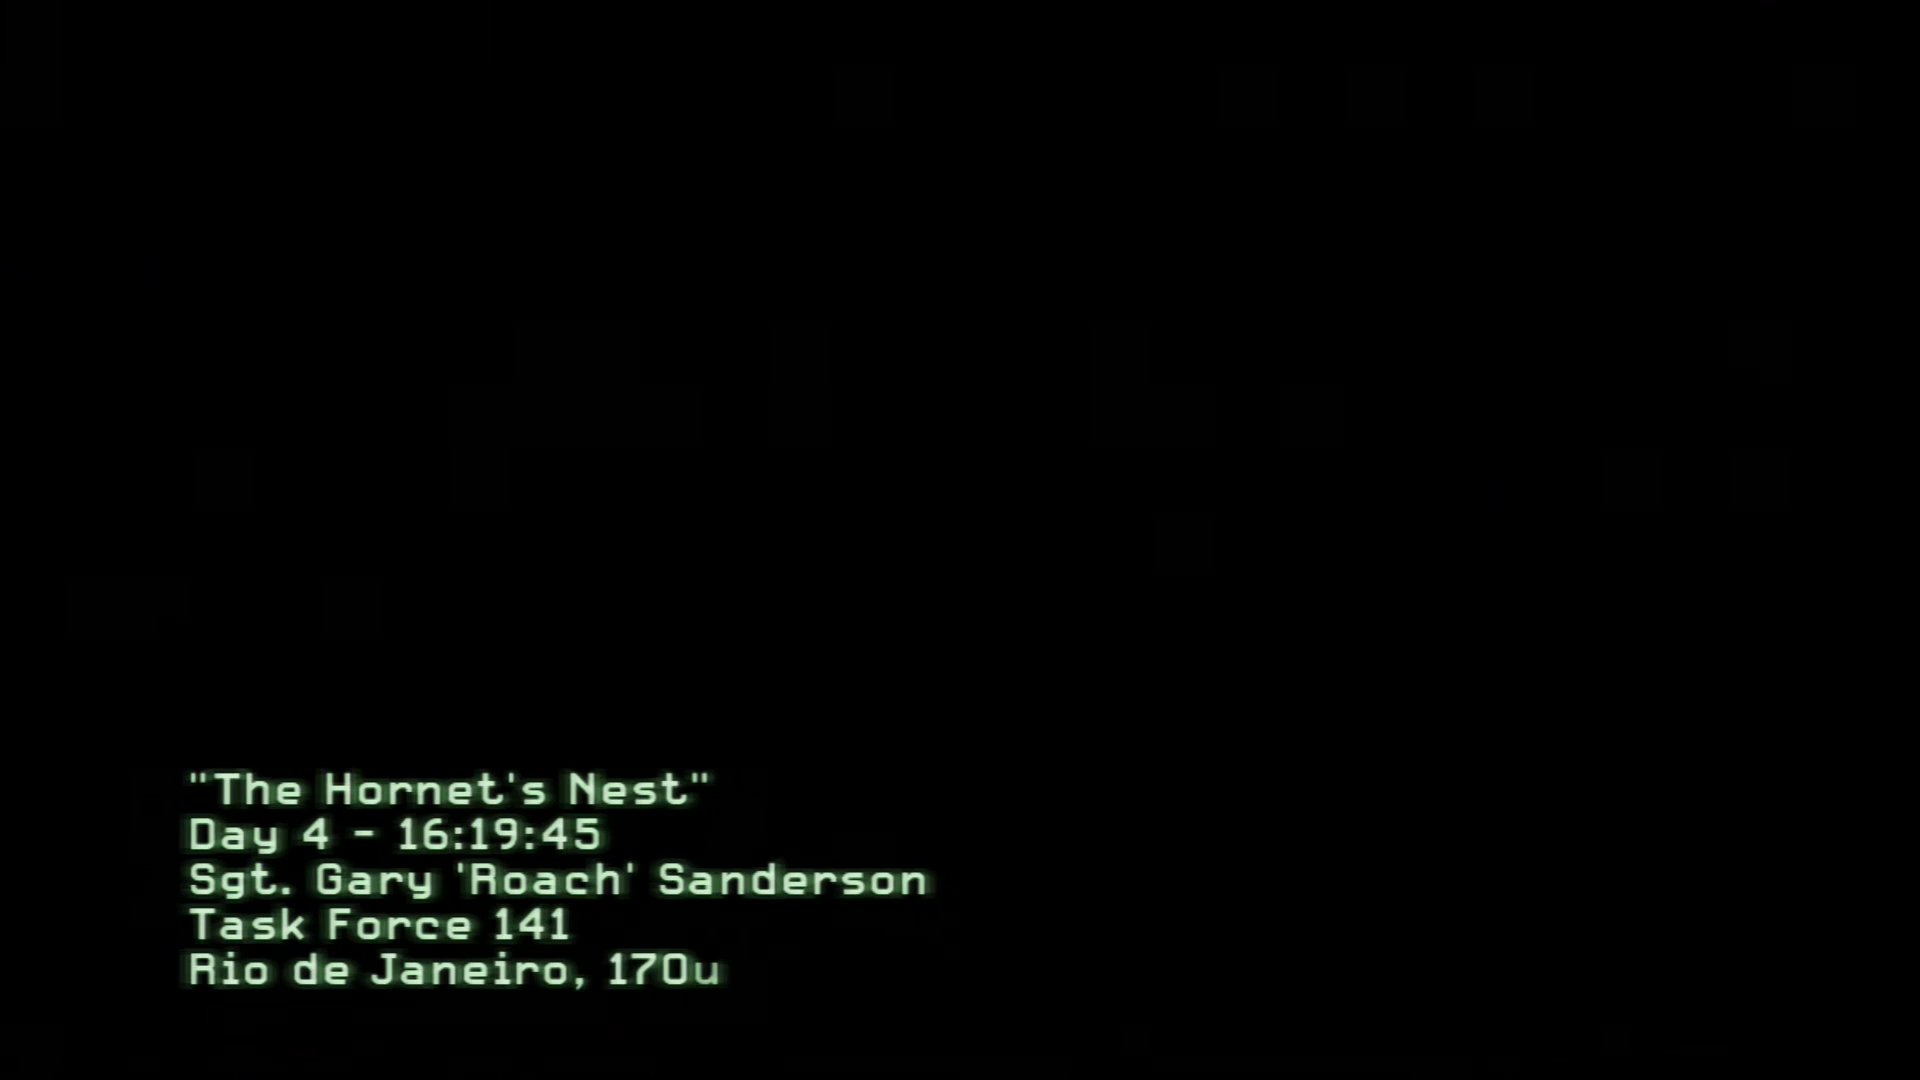 "The Hornet's Nest"
Day 4 - 16:19:45
Sgt. Gary 'Roach' Sanderson
Task Force 141
Rio de Janeiro, 170u